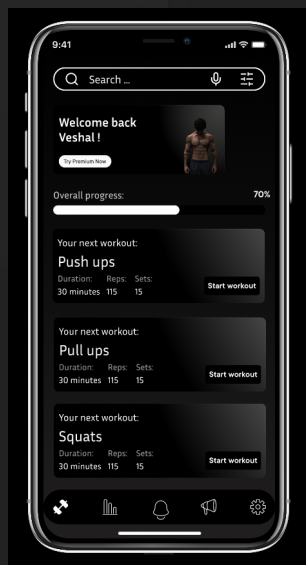 9:41
Search ...
Welcome back
Veshal !
Try Premium Now
Overall progress: 70%
Your next workout:
Push ups
Duration: Reps: Sets:
30 minutes 115 15
Start workout
Your next workout:
Pull ups
Duration: Reps: Sets:
30 minutes 115 15
Start workout
Your next workout:
Squats
Duration: Reps: Sets:
30 minutes 115 15
Start workout